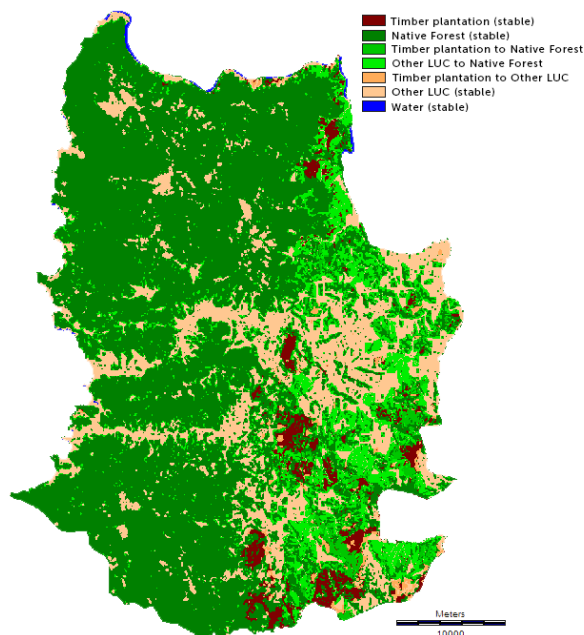 Timber plantation (stable)
Native Forest (stable)
Timber plantation to Native Forest
Other LUC to Native Forest
Timber plantation to Other LUC
Other LUC (stable)
Water (stable)
Meters
10000